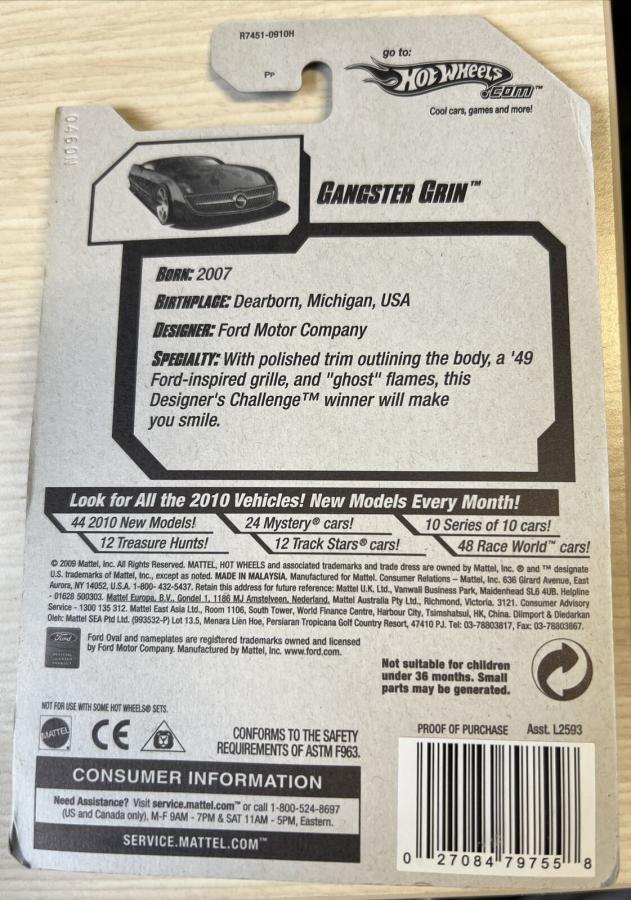 R7451-0910H
PP
go to:
HOT WHEELS
.COM™
Cool cars, games and more!
GANGSTER GRIN™
BORN: 2007
BIRTHPLACE: Dearborn, Michigan, USA
DESIGNER: Ford Motor Company
SPECIALTY: With polished trim outlining the body, a '49
Ford-inspired grille, and "ghost" flames, this
Designer's Challenge™ winner will make
you smile.
Look for All the 2010 Vehicles! New Models Every Month!
44 2010 New Models! 24 Mystery® cars! 10 Series of 10 cars!
12 Treasure Hunts! 12 Track Stars® cars! 48 Race World™ cars!
© 2009 Mattel, Inc. All Rights Reserved. MATTEL, HOT WHEELS and associated trademarks and trade dress are owned by Mattel, Inc. ® and ™ designate
U.S. trademarks of Mattel, Inc., except as noted. MADE IN MALAYSIA. Manufactured for Mattel. Consumer Relations – Mattel, Inc. 636 Girard Avenue, East
Aurora, NY 14052, U.S.A. 1-800- 432-5437. Retain this address for future reference: Mattel U.K. Ltd., Vanwall Business Park, Maidenhead SL6 4UB. Helpline
- 01628 500303. Mattel Europa, B.V., Gondel 1, 1186 MJ Amstelveen, Nederland. Mattel Australia Pty Ltd., Richmond, Victoria. 3121. Consumer Advisory
Service - 1300 135 312. Mattel East Asia Ltd., Room 1106, South Tower, World Finance Centre, Harbour City, Tsimshatsui, HK, China. Diimport & Diedarkan
Oleh: Mattel SEA Ptd Ltd. (993532-P) Lot 13.5, Menara Lien Hoe, Persiaran Tropicana Golf Country Resort, 47410 PJ. Tel: 03-78803817, Fax: 03-78803867.
Ford
Ford Oval and nameplates are registered trademarks owned and licensed
by Ford Motor Company. Manufactured by Mattel, Inc. www.ford.com.
Not suitable for children
under 36 months. Small
parts may be generated.
NOT FOR USE WITH SOME HOT WHEELS® SETS.
MATTEL
CE
CONFORMS TO THE SAFETY
REQUIREMENTS OF ASTM F963.
PROOF OF PURCHASE Asst. L2593
CONSUMER INFORMATION
Need Assistance? Visit service.mattel.com™ or call 1-800-524-8697
(US and Canada only), M-F 9AM - 7PM & SAT 11AM - 5PM, Eastern.
SERVICE.MATTEL.COM™
0 27084 79755 8